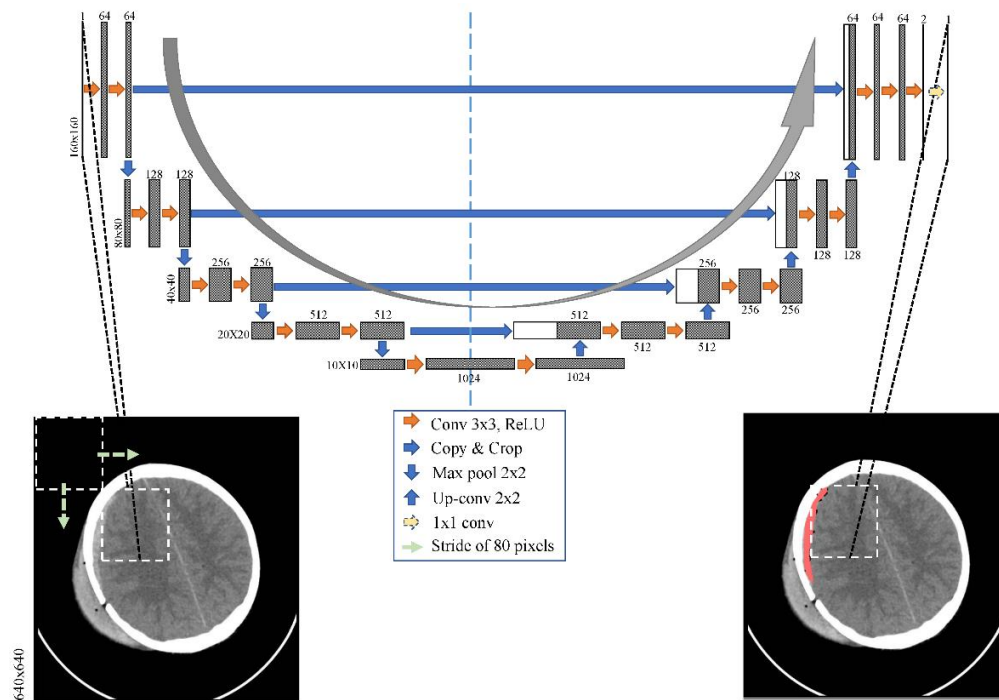 1 64 64
64 64 64 2 1
160x160
128 128
128
80x80
128 128
256 256
256
40x40
256 256
512 512
512
20X20
512 512
10X10
1024 1024
Conv 3x3, ReLU
Copy & Crop
Max pool 2x2
Up-conv 2x2
1x1 conv
Stride of 80 pixels
640x640